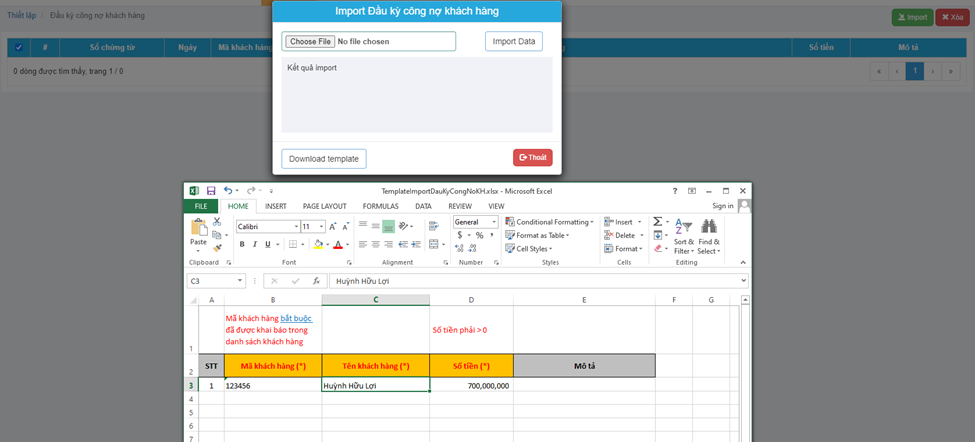 Import Đầu kỳ công nợ khách hàng
Thiết lập / Đầu kỳ công nợ khách hàng
Import Xóa
Choose File No file chosen Import Data
# Số chứng từ Ngày Mã khách hàng Số tiền Mô tả
0 dòng được tìm thấy, trang 1 / 0
« ‹ 1 › »
Kết quả import
Download template Thoát
TemplateImportDauKyCongNoKH.xlsx - Microsoft Excel
FILE HOME INSERT PAGE LAYOUT FORMULAS DATA REVIEW VIEW Sign in
Paste
Calibri 11
General
Conditional Formatting
Format as Table
Cell Styles
Insert
Delete
Format
Sort & Filter
Find & Select
B I U
$ % ,
Clipboard Font Alignment Number Styles Cells Editing
C3 fx Huỳnh Hữu Lợi
A B C D E F G
1
Mã khách hàng bắt buộc
đã được khai báo trong
danh sách khách hàng
Số tiền phải > 0
2 STT Mã khách hàng (*) Tên khách hàng (*) Số tiền (*) Mô tả
3 1 123456 Huỳnh Hữu Lợi 700,000,000
4
5
6
7